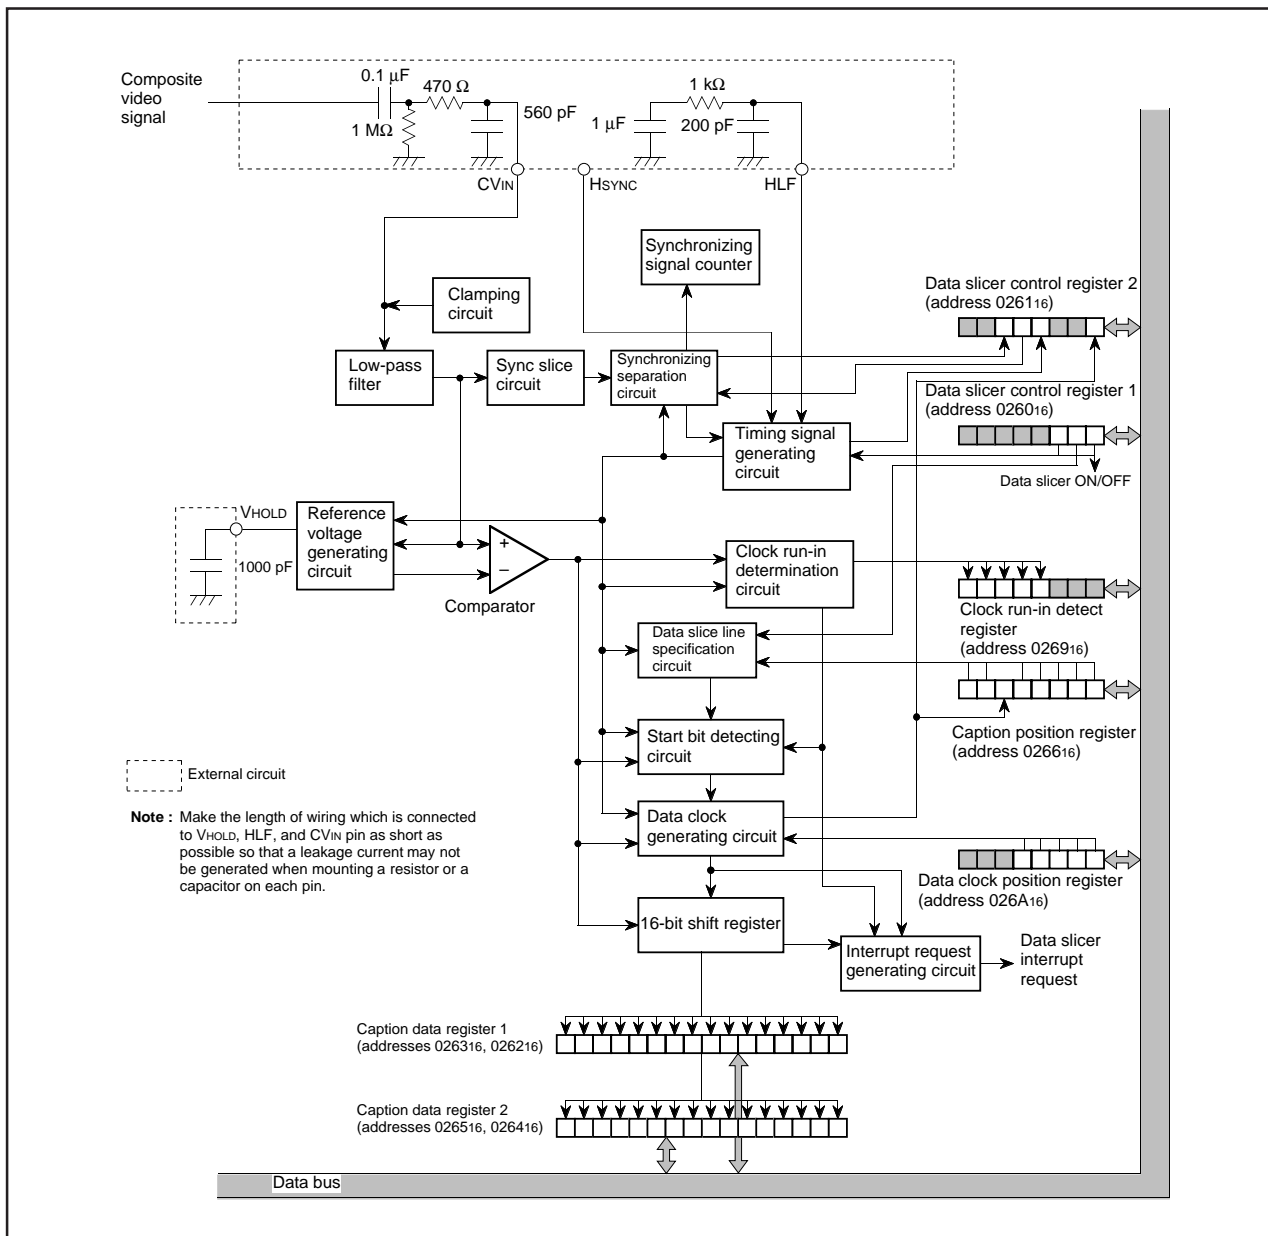 Composite
video
signal
0.1 μF
470 Ω
1 MΩ
560 pF
1 kΩ
1 μF
200 pF
CVIN
HSYNC
HLF
Synchronizing
signal counter
Clamping
circuit
Low-pass
filter
Sync slice
circuit
Synchronizing
separation
circuit
Timing signal
generating
circuit
Data slicer control register 2
(address 026116)
Data slicer control register 1
(address 026016)
Data slicer ON/OFF
VHOLD
1000 pF
Reference
voltage
generating
circuit
+
−
Comparator
Clock run-in
determination
circuit
Clock run-in detect
register
(address 026916)
Data slice line
specification
circuit
Caption position register
(address 026616)
Start bit detecting
circuit
External circuit
Note : Make the length of wiring which is connected
to VHOLD, HLF, and CVIN pin as short as
possible so that a leakage current may not
be generated when mounting a resistor or a
capacitor on each pin.
Data clock
generating circuit
Data clock position register
(address 026A16)
16-bit shift register
Interrupt request
generating circuit
Data slicer
interrupt
request
Caption data register 1
(addresses 026316, 026216)
Caption data register 2
(addresses 026516, 026416)
Data bus